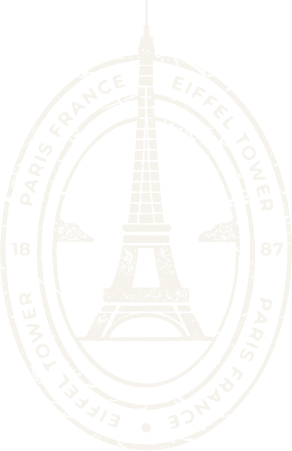 PARIS FRANCE
EIFFEL TOWER
18
87
EIFFEL TOWER
PARIS FRANCE